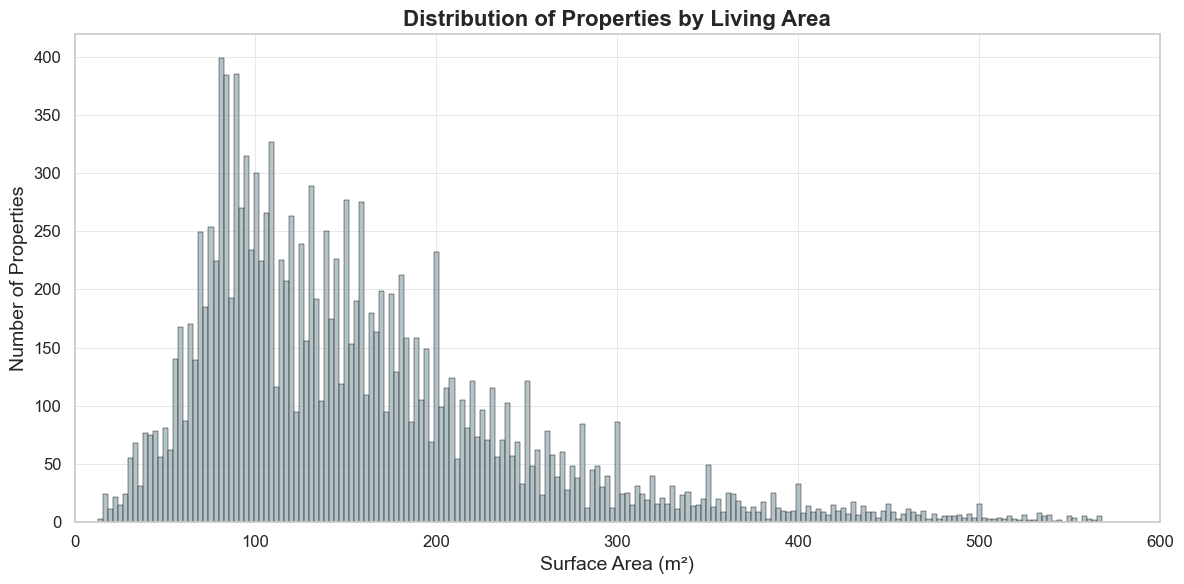 Distribution of Properties by Living Area
Number of Properties
400
350
300
250
200
150
100
50
0
0 100 200 300 400 500 600
Surface Area (m²)